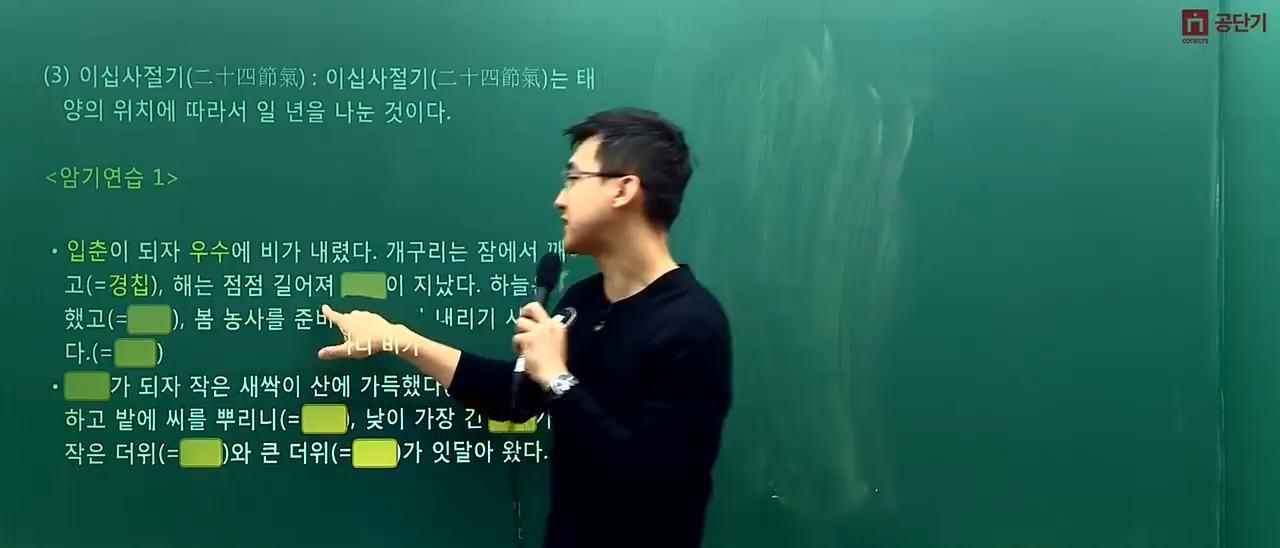 공단기
conects
(3) 이십사절기(二十四節氣) : 이십사절기(二十四節氣)는 태
양의 위치에 따라서 일 년을 나눈 것이다.
<암기연습 1>
· 입춘이 되자 우수에 비가 내렸다. 개구리는 잠에서 깨
고(=경칩), 해는 점점 길어져 이 지났다. 하늘은
했고(= ), 봄 농사를 준비 내리기 시
다.(= ) 비가
· 가 되자 작은 새싹이 산에 가득했다
하고 밭에 씨를 뿌리니(= ), 낮이 가장 긴
작은 더위(= )와 큰 더위(= )가 잇달아 왔다.